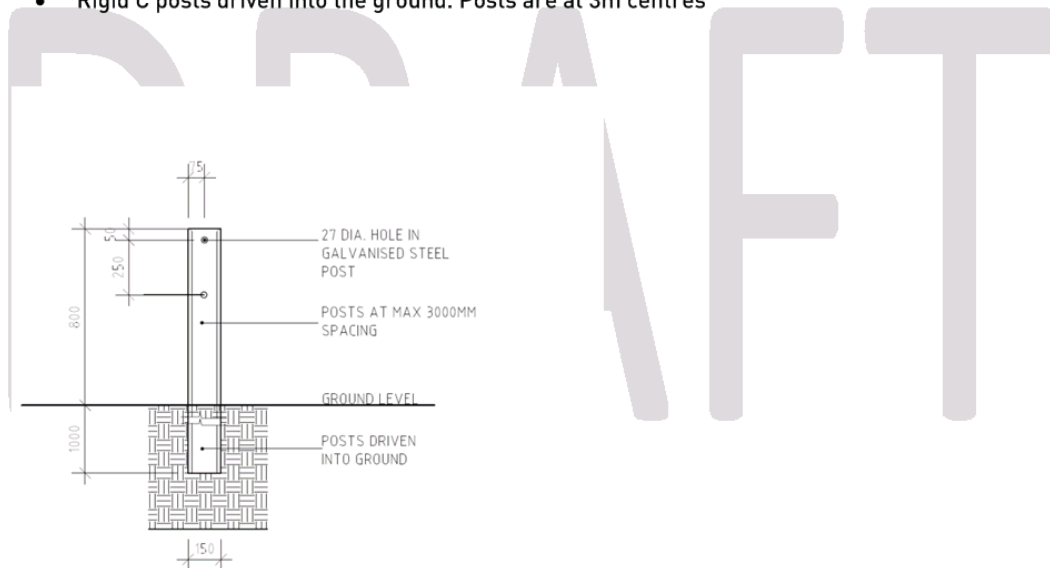 • Rigid C posts driven into the ground. Posts are at 3m centres
DRAFT
75
50
27 DIA. HOLE IN
GALVANISED STEEL
POST
250
800
POSTS AT MAX 3000MM
SPACING
GROUND LEVEL
1000
POSTS DRIVEN
INTO GROUND
150